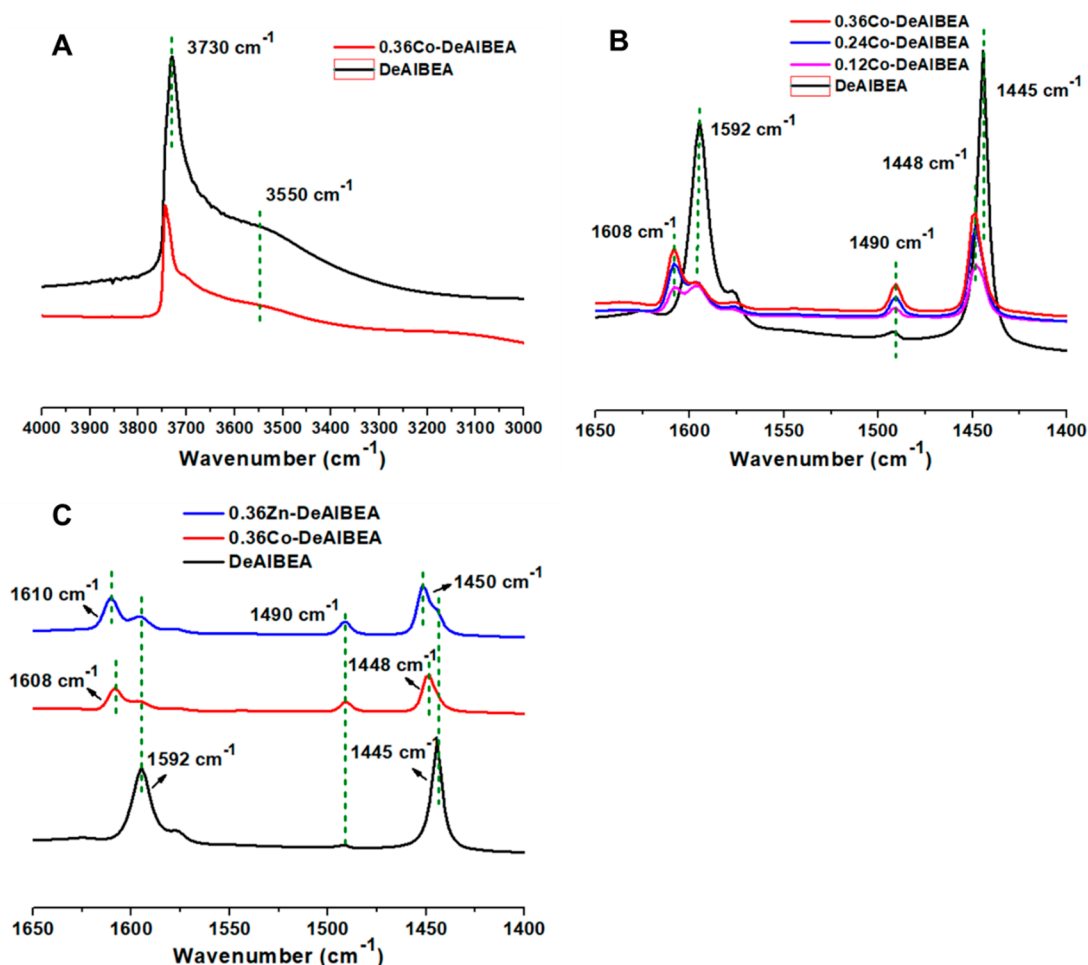 A
3730 cm-1
0.36Co-DeAlBEA
DeAlBEA
3550 cm-1
4000 3900 3800 3700 3600 3500 3400 3300 3200 3100 3000
Wavenumber (cm-1)
B
0.36Co-DeAlBEA
0.24Co-DeAlBEA
0.12Co-DeAlBEA
DeAlBEA
1445 cm-1
1592 cm-1
1448 cm-1
1608 cm-1
1490 cm-1
1650 1600 1550 1500 1450 1400
Wavenumber (cm-1)
C
0.36Zn-DeAlBEA
0.36Co-DeAlBEA
DeAlBEA
1610 cm-1
1490 cm-1
1450 cm-1
1608 cm-1
1448 cm-1
1592 cm-1
1445 cm-1
1650 1600 1550 1500 1450 1400
Wavenumber (cm-1)